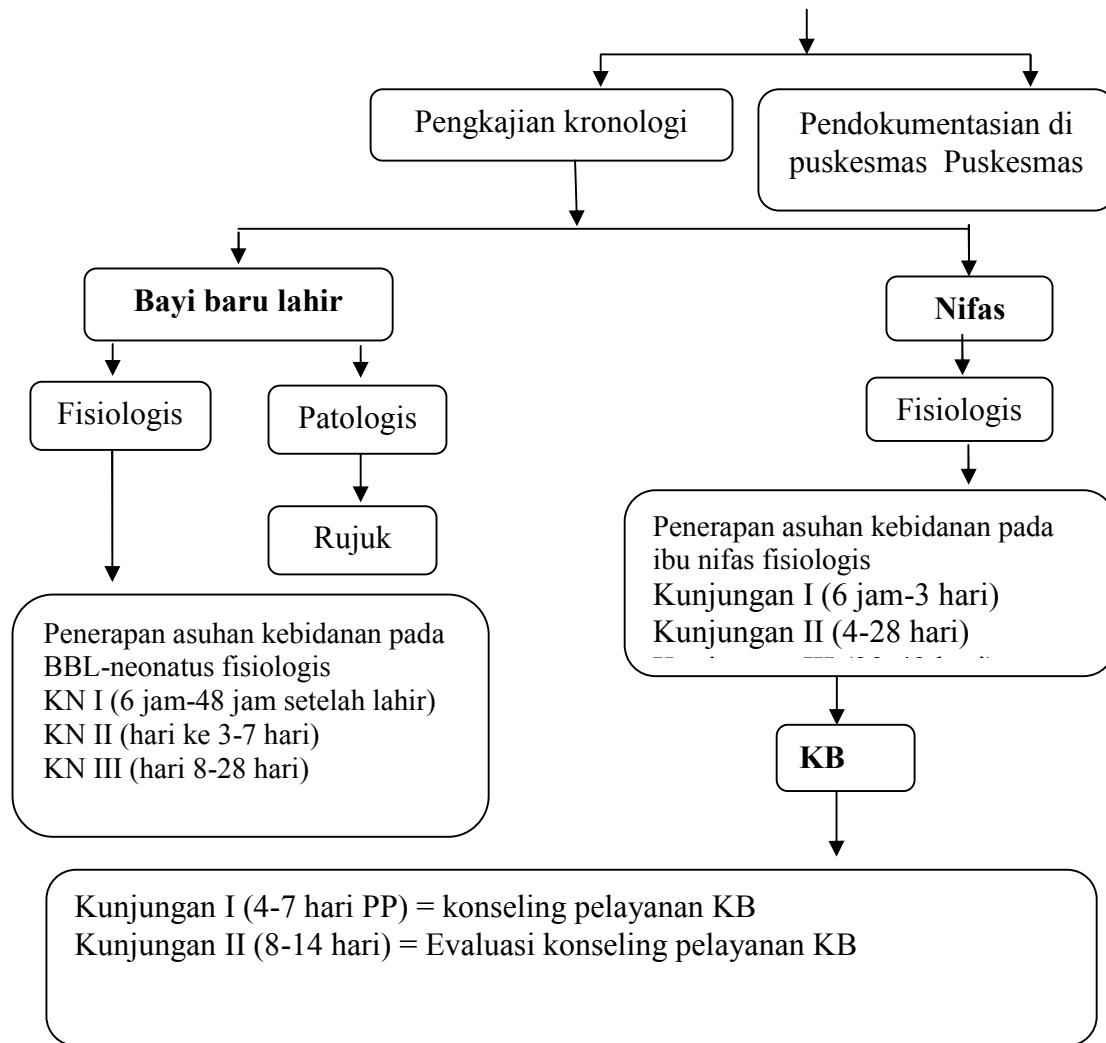 Pengkajian kronologi
Pendokumentasian di
puskesmas Puskesmas
Bayi baru lahir
Nifas
Fisiologis
Patologis
Fisiologis
Rujuk
Penerapan asuhan kebidanan pada
ibu nifas fisiologis
Kunjungan I (6 jam-3 hari)
Kunjungan II (4-28 hari)
Penerapan asuhan kebidanan pada
BBL-neonatus fisiologis
KN I (6 jam-48 jam setelah lahir)
KN II (hari ke 3-7 hari)
KN III (hari 8-28 hari)
KB
Kunjungan I (4-7 hari PP) = konseling pelayanan KB
Kunjungan II (8-14 hari) = Evaluasi konseling pelayanan KB